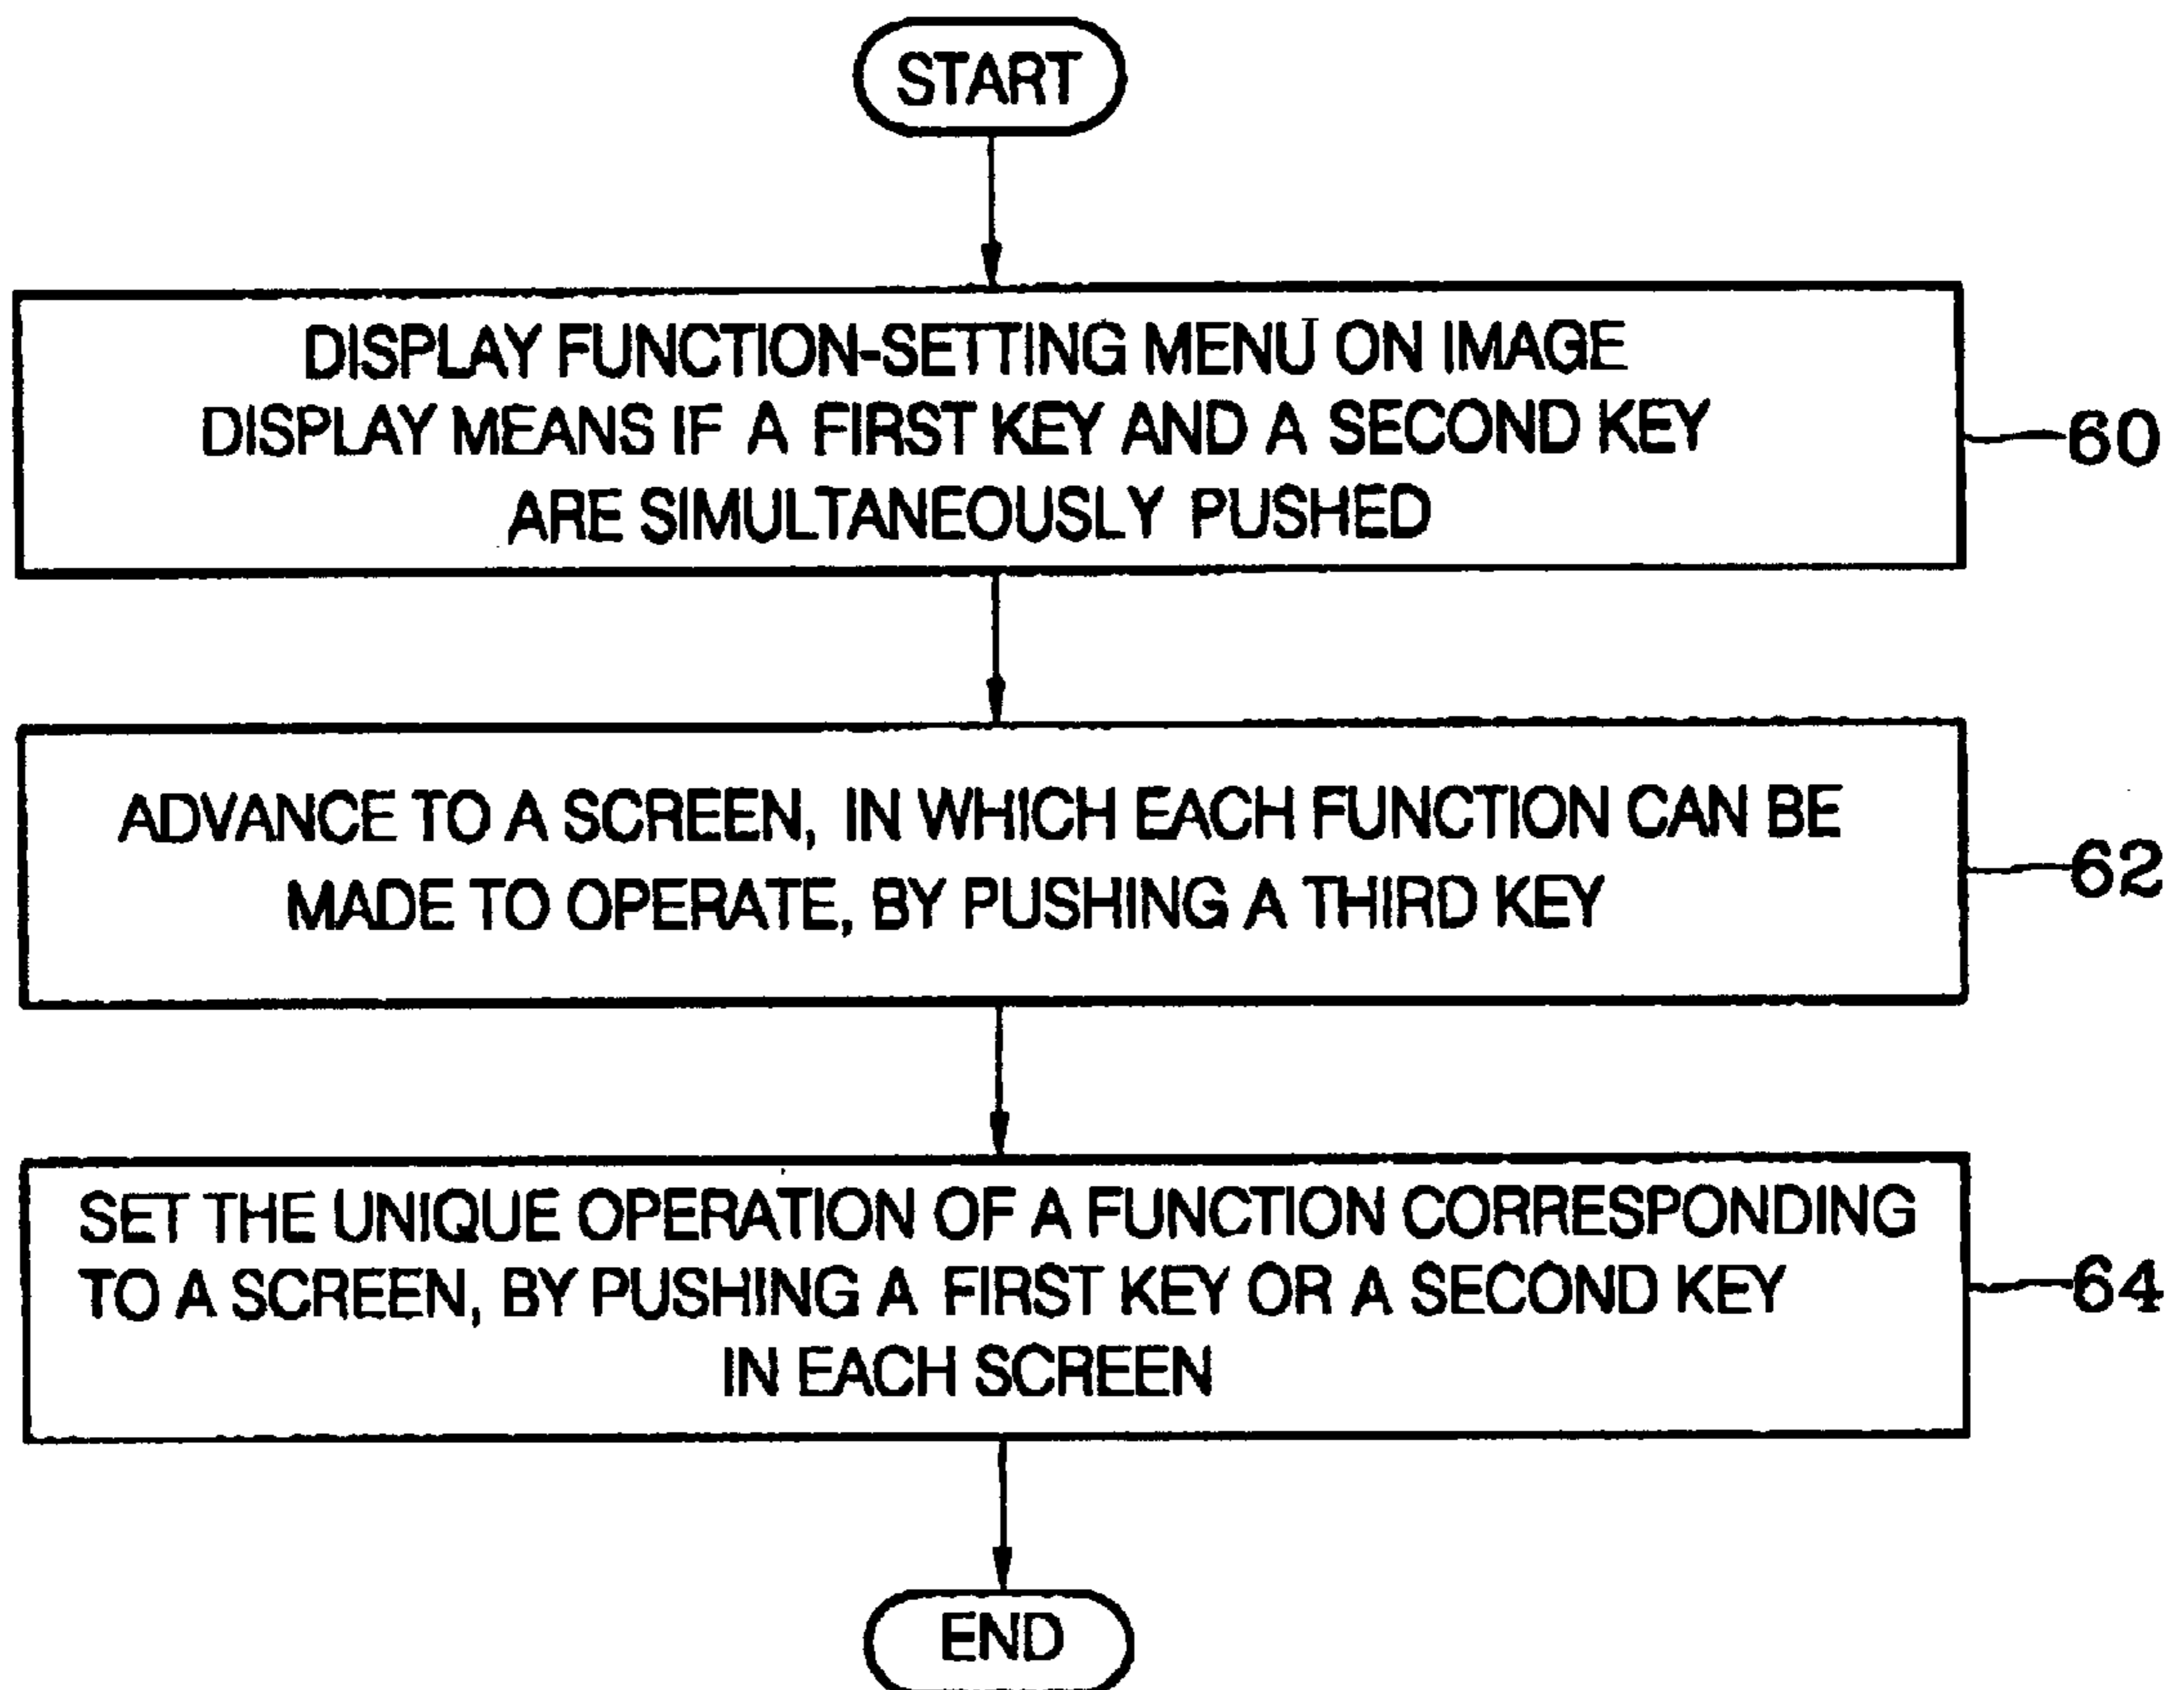 START
DISPLAY FUNCTION-SETTING MENU ON IMAGE
DISPLAY MEANS IF A FIRST KEY AND A SECOND KEY
ARE SIMULTANEOUSLY PUSHED
60
ADVANCE TO A SCREEN, IN WHICH EACH FUNCTION CAN BE
MADE TO OPERATE, BY PUSHING A THIRD KEY
62
SET THE UNIQUE OPERATION OF A FUNCTION CORRESPONDING
TO A SCREEN, BY PUSHING A FIRST KEY OR A SECOND KEY
IN EACH SCREEN
64
END